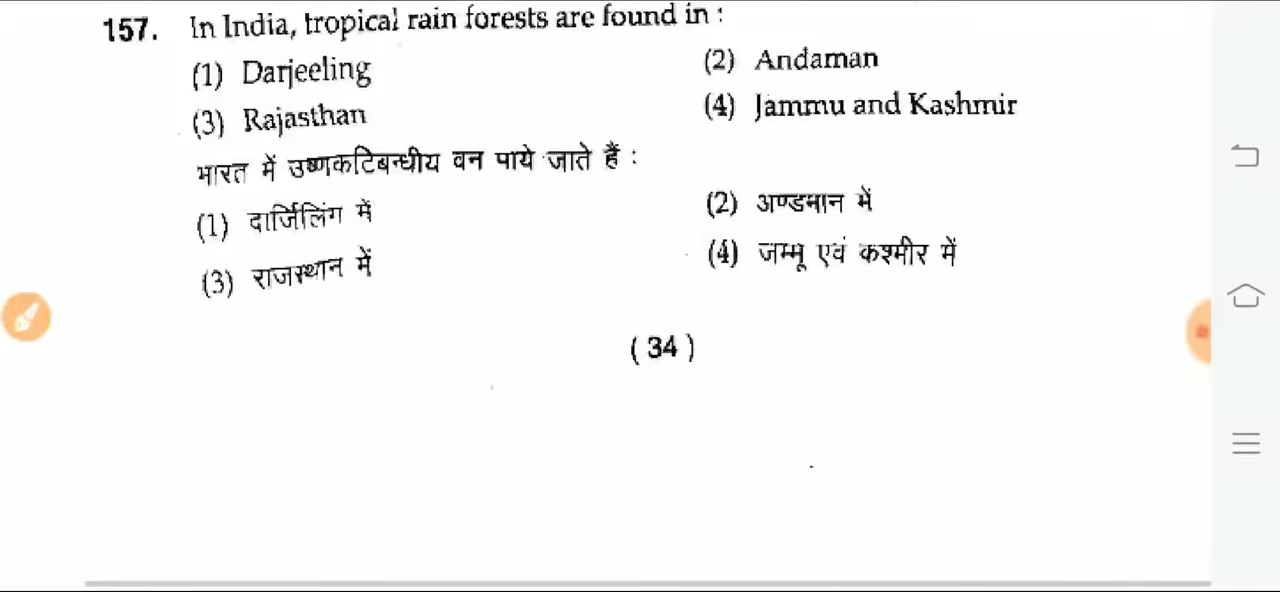 157. In India, tropical rain forests are found in :
(1) Darjeeling (2) Andaman
(3) Rajasthan (4) Jammu and Kashmir
भारत में उष्णकटिबन्धीय वन पाये जाते हैं :
(1) दार्जिलिंग में (2) अण्डमान में
(3) राजस्थान में (4) जम्मू एवं कश्मीर में
( 34 )